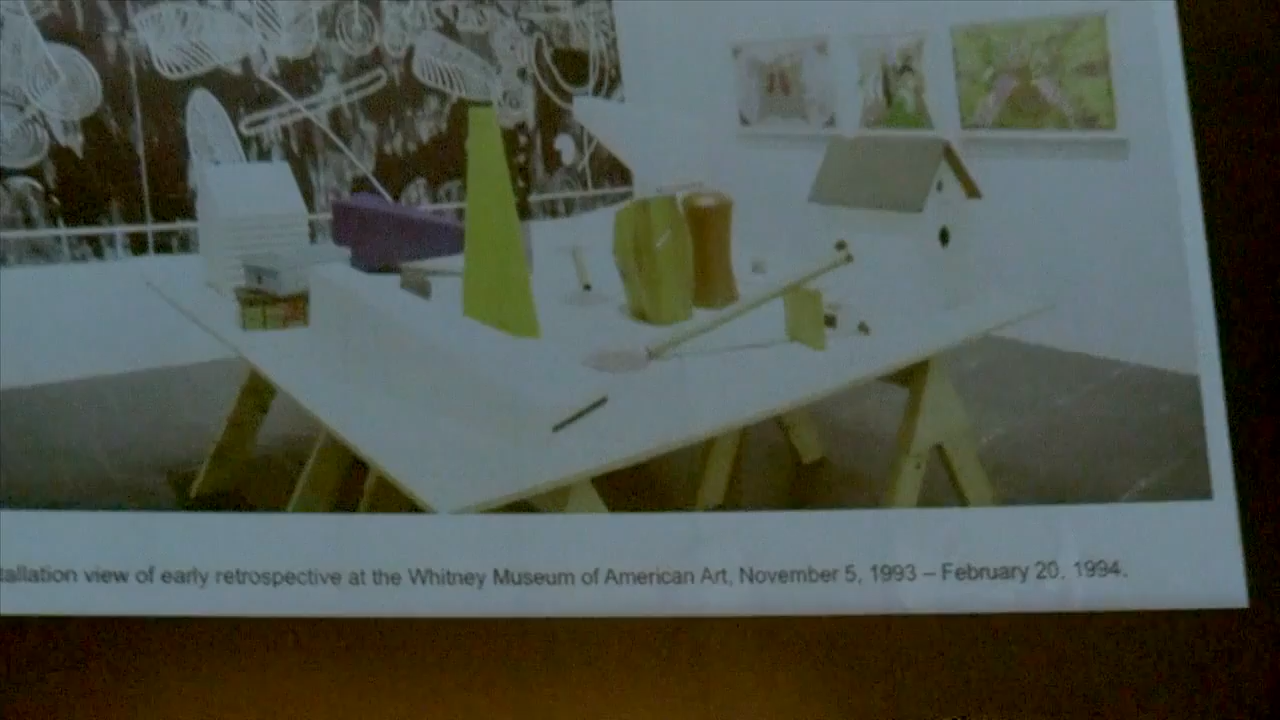 tallation view of early retrospective at the Whitney Museum of American Art, November 5, 1993 – February 20, 1994.